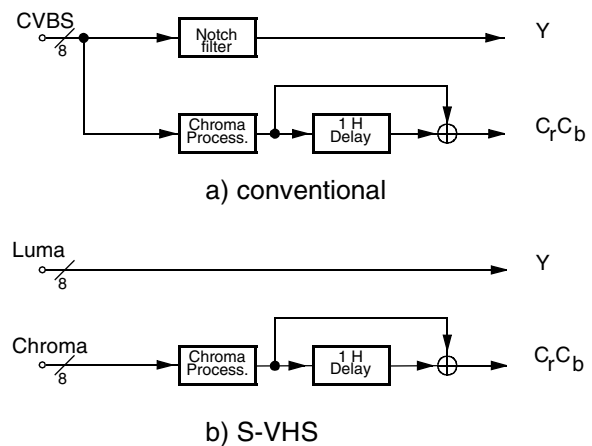 CVBS
8
Notch
filter
Y
Chroma
Process.
1 H
Delay
CrCb
a) conventional
Luma
8
Y
Chroma
8
Chroma
Process.
1 H
Delay
CrCb
b) S-VHS